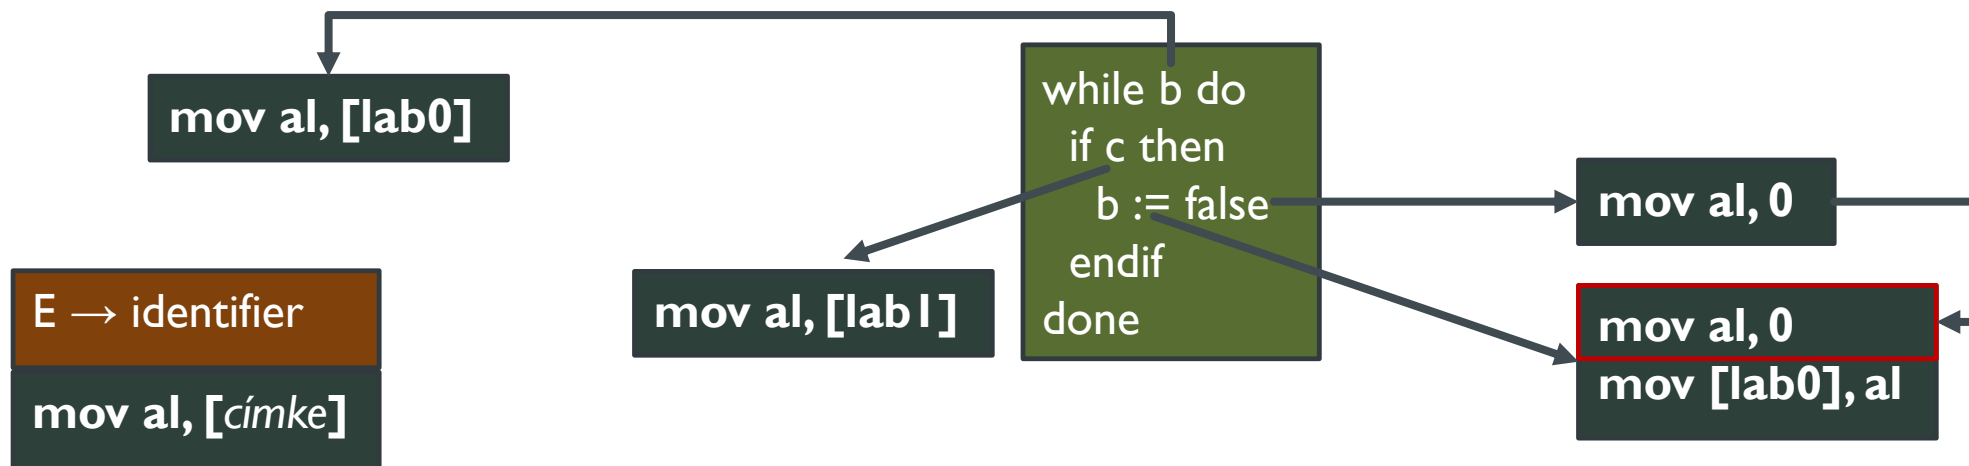 mov al, [lab0]
while b do
if c then
b := false
endif
done
mov al, 0
E → identifier
mov al, [címke]
mov al, [lab1]
mov al, 0
mov [lab0], al